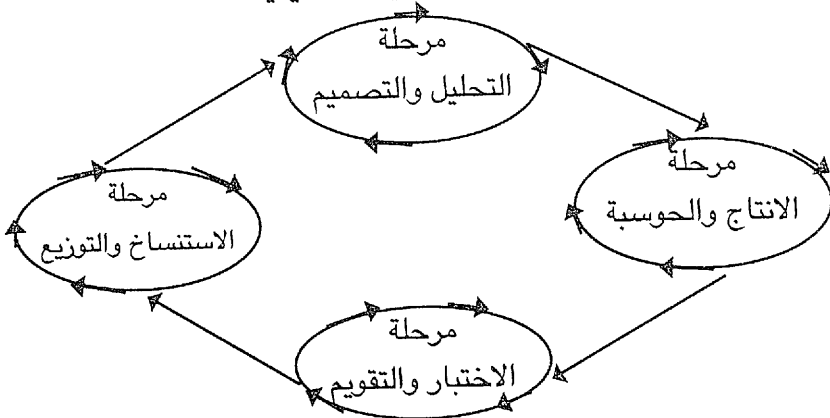 مرحلة
التحليل والتصميم
مرحلة
الانتاج والحوسبة
مرحلة
الاختبار والتقويم
مرحلة
الاستنساخ والتوزيع